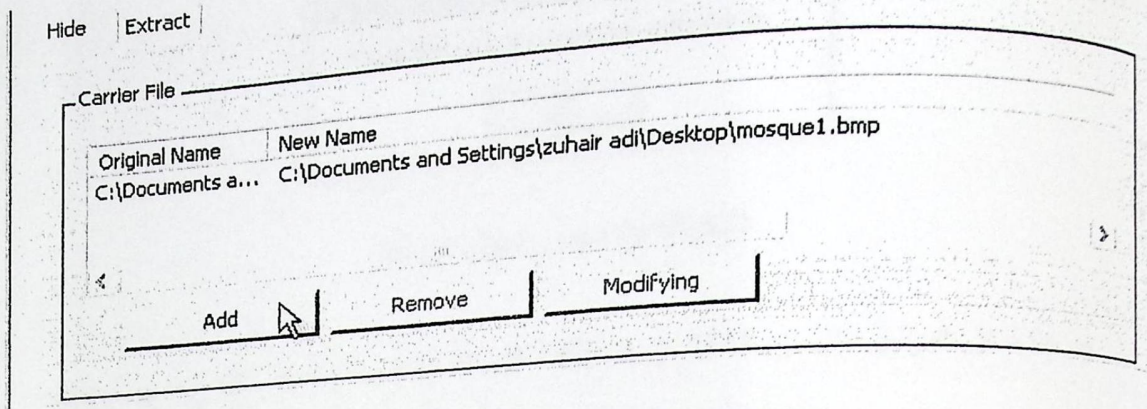 Hide Extract
Carrier File
Original Name New Name
C:\Documents a... C:\Documents and Settings\zuhair adi\Desktop\mosque1.bmp
Add Remove Modifying